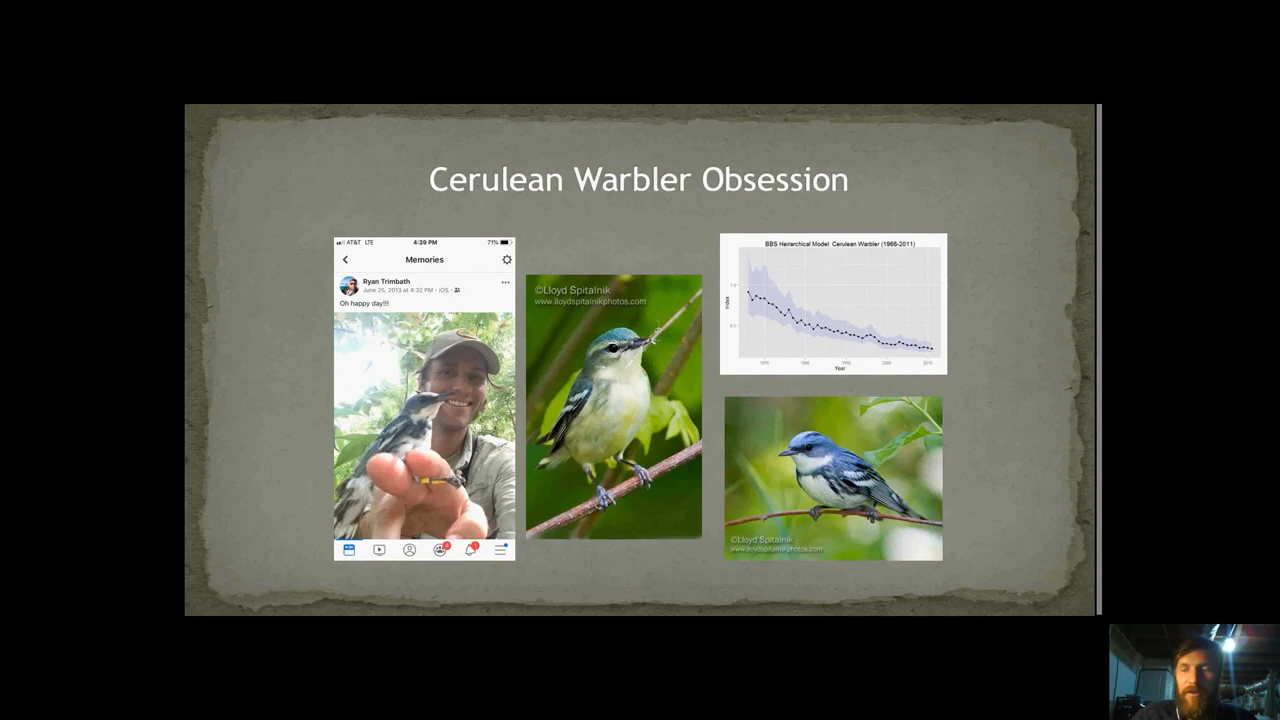 Cerulean Warbler Obsession
AT&T LTE 4:39 PM 71%
Memories
Ryan Trimbath
June 25, 2013 at 4:32 PM · iOS ·
Oh happy day!!!
©Lloyd Spitalnik
www.lloydspitalnikphotos.com
BBS Heirarchical Model: Cerulean Warbler (1966-2011)
Index
Year
©Lloyd Spitalnik
www.lloydspitalnikphotos.com